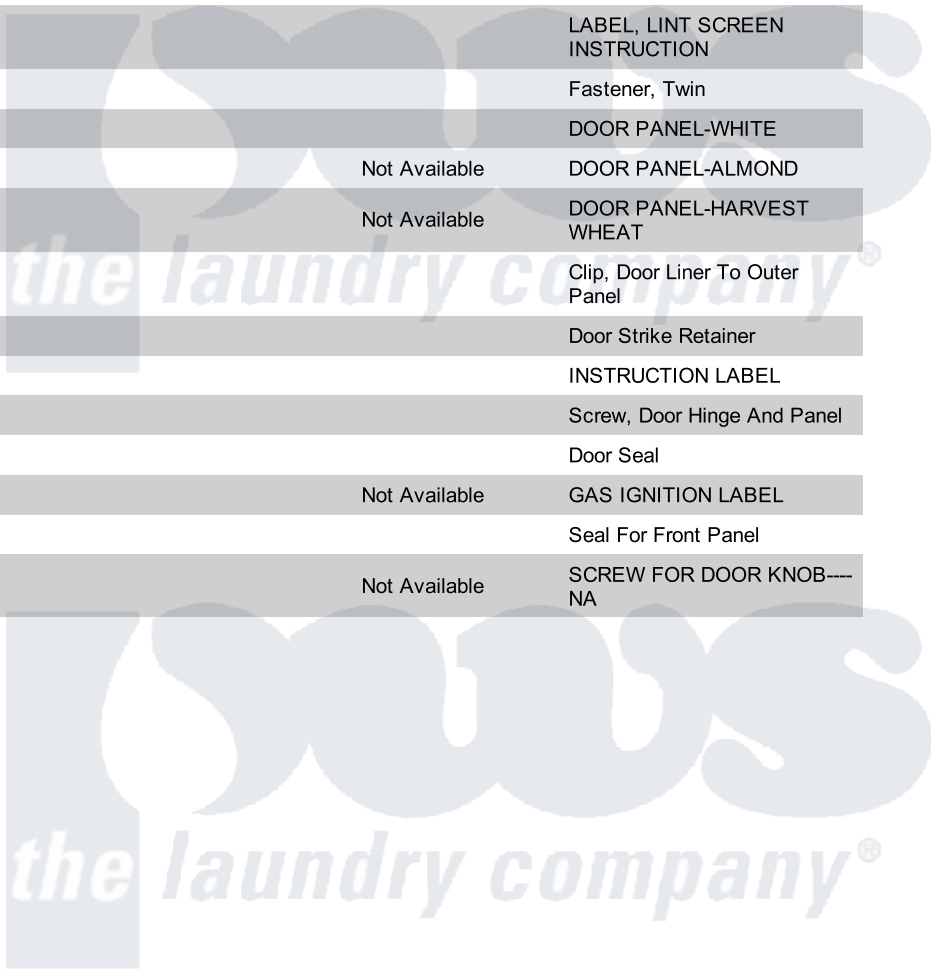 LABEL, LINT SCREEN
INSTRUCTION
Fastener, Twin
DOOR PANEL-WHITE
Not Available DOOR PANEL-ALMOND
Not Available DOOR PANEL-HARVEST
WHEAT
Clip, Door Liner To Outer
Panel
Door Strike Retainer
INSTRUCTION LABEL
Screw, Door Hinge And Panel
Door Seal
Not Available GAS IGNITION LABEL
Seal For Front Panel
Not Available SCREW FOR DOOR KNOB----
NA
pws
the laundry company®
pws
the laundry company®